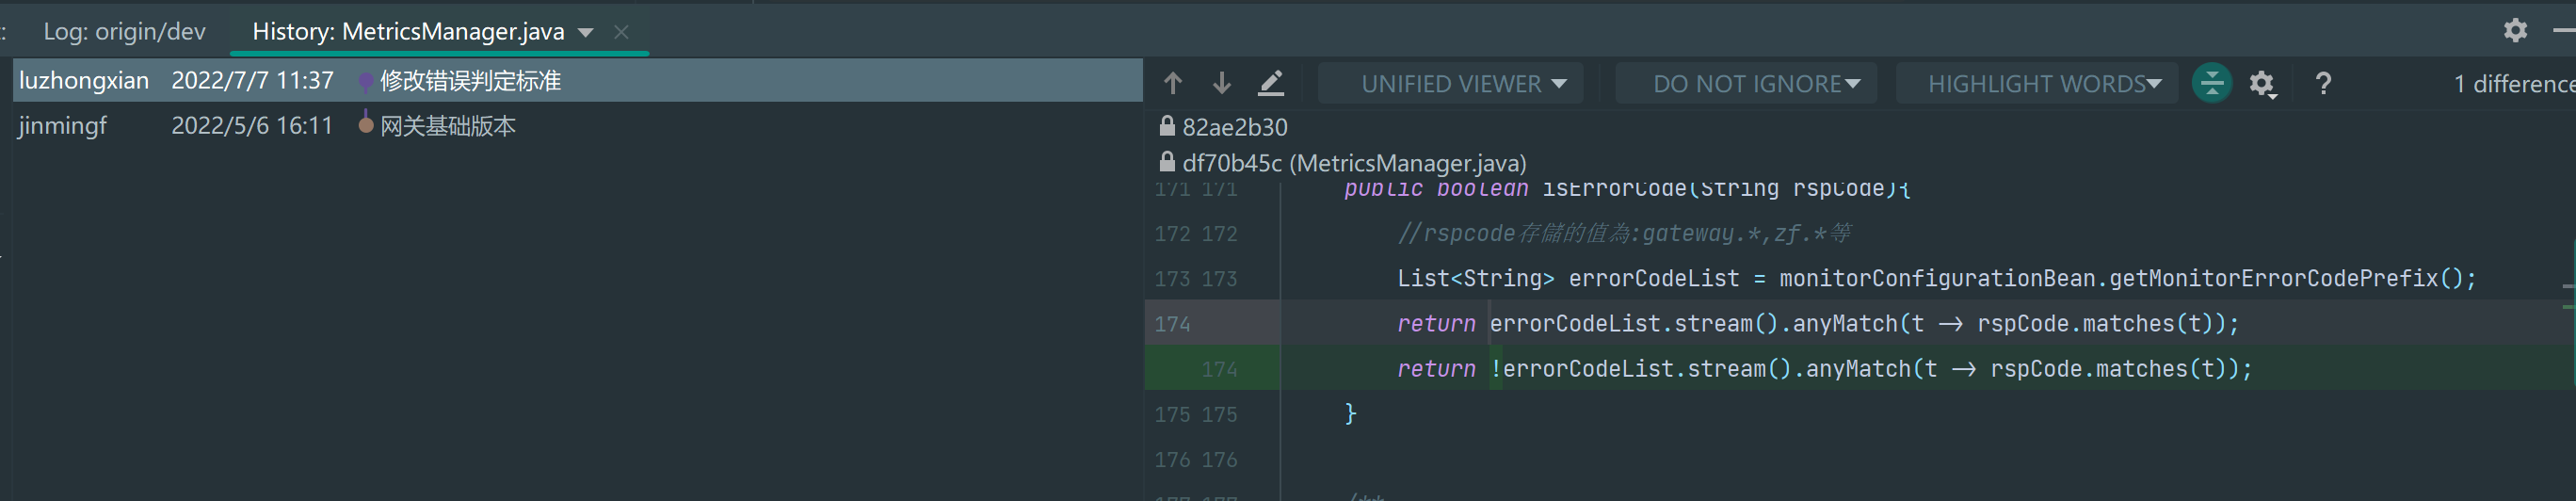 Log: origin/dev History: MetricsManager.java
luzhongxian 2022/7/7 11:37 修改错误判定标准
jinmingf 2022/5/6 16:11 网关基础版本
UNIFIED VIEWER DO NOT IGNORE HIGHLIGHT WORDS ? 1 difference
82ae2b30
df70b45c (MetricsManager.java)
171 171 public boolean isErrorCode(String rspCode){
172 172 //rspcode存儲的值為:gateway.*,zf.*等
173 173 List<String> errorCodeList = monitorConfigurationBean.getMonitorErrorCodePrefix();
174 return errorCodeList.stream().anyMatch(t -> rspCode.matches(t));
174 return !errorCodeList.stream().anyMatch(t -> rspCode.matches(t));
175 175 }
176 176
177 177 /**